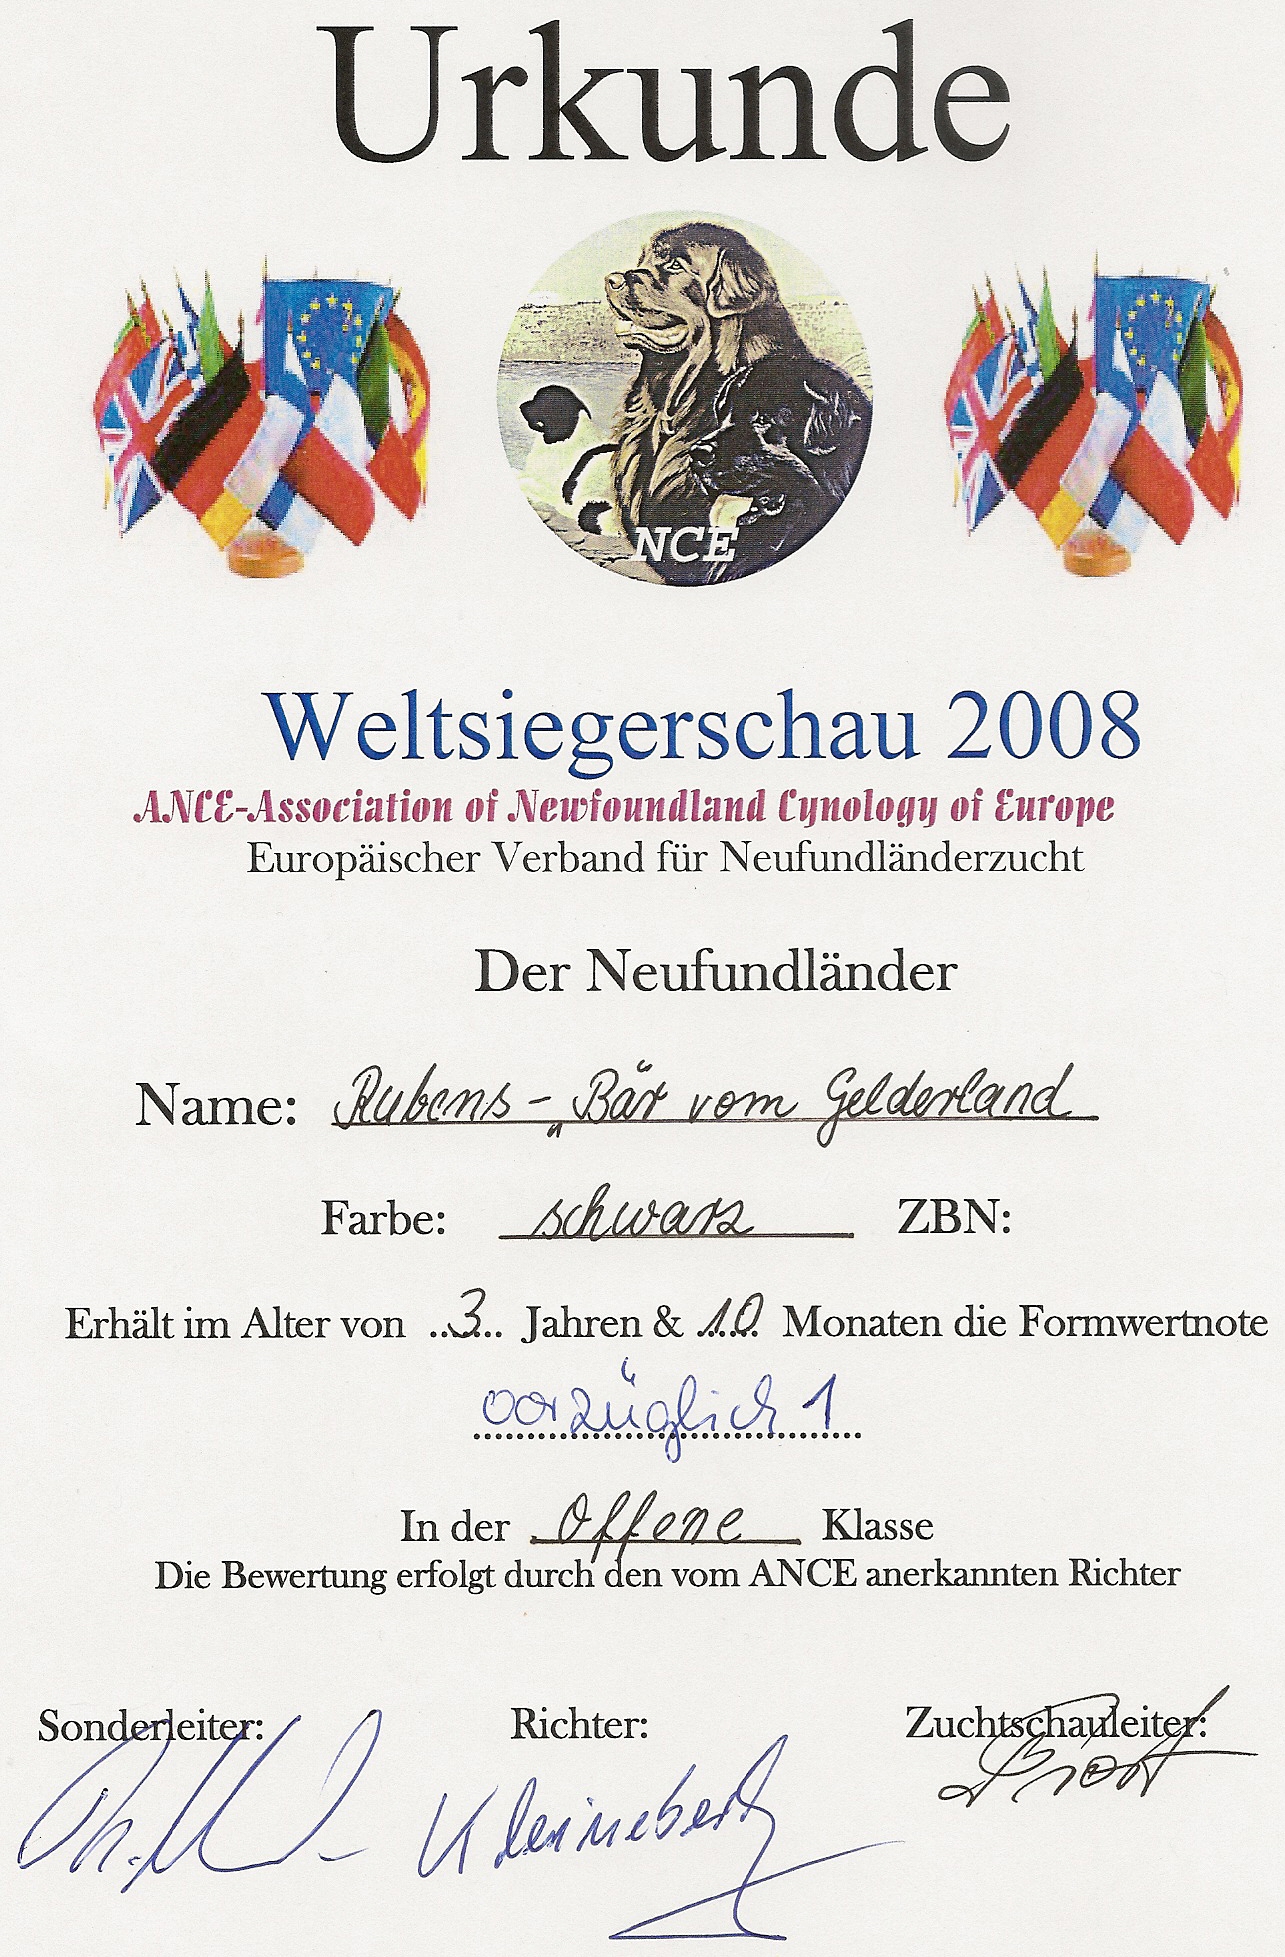 Urkunde
NCE
Weltsiegerschau 2008
ANCE-Association of Newfoundland Cynology of Europe
Europäischer Verband für Neufundländerzucht
Der Neufundländer
Name: Rubens - „Bär“ vom Gelderland
Farbe: schwarz ZBN:
Erhält im Alter von ..3.. Jahren & 10 Monaten die Formwertnote
vorzüglich 1
In der Offene Klasse
Die Bewertung erfolgt durch den vom ANCE anerkannten Richter
Sonderleiter: Richter: Zuchtschauleiter: